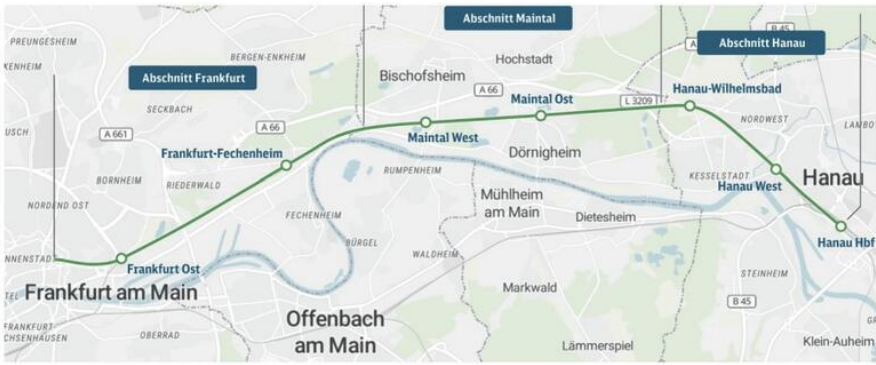 Abschnitt Maintal
Abschnitt Hanau
Abschnitt Frankfurt
PREUNGESHEIM
BERGEN-ENKHEIM
Hochstadt
Bischofsheim
A 66
Hanau-Wilhelmsbad
Maintal Ost
L 3209
SECKBACH
A 661
A 66
NORDWEST
Maintal West
Frankfurt-Fechenheim
Dörnigheim
BORNHEIM
RIEDERWALD
RUMPENHEIM
KESSELSTADT
Hanau West
Hanau
Mühlheim
am Main
NORDEND OST
FECHENHEIM
Dietesheim
BÜRGEL
WALDHEIM
Hanau Hbf
Frankfurt Ost
Frankfurt am Main
STEINHEIM
Markwald
B 45
B 45
Offenbach
am Main
OBERRAD
Lämmerspiel
Klein-Auheim